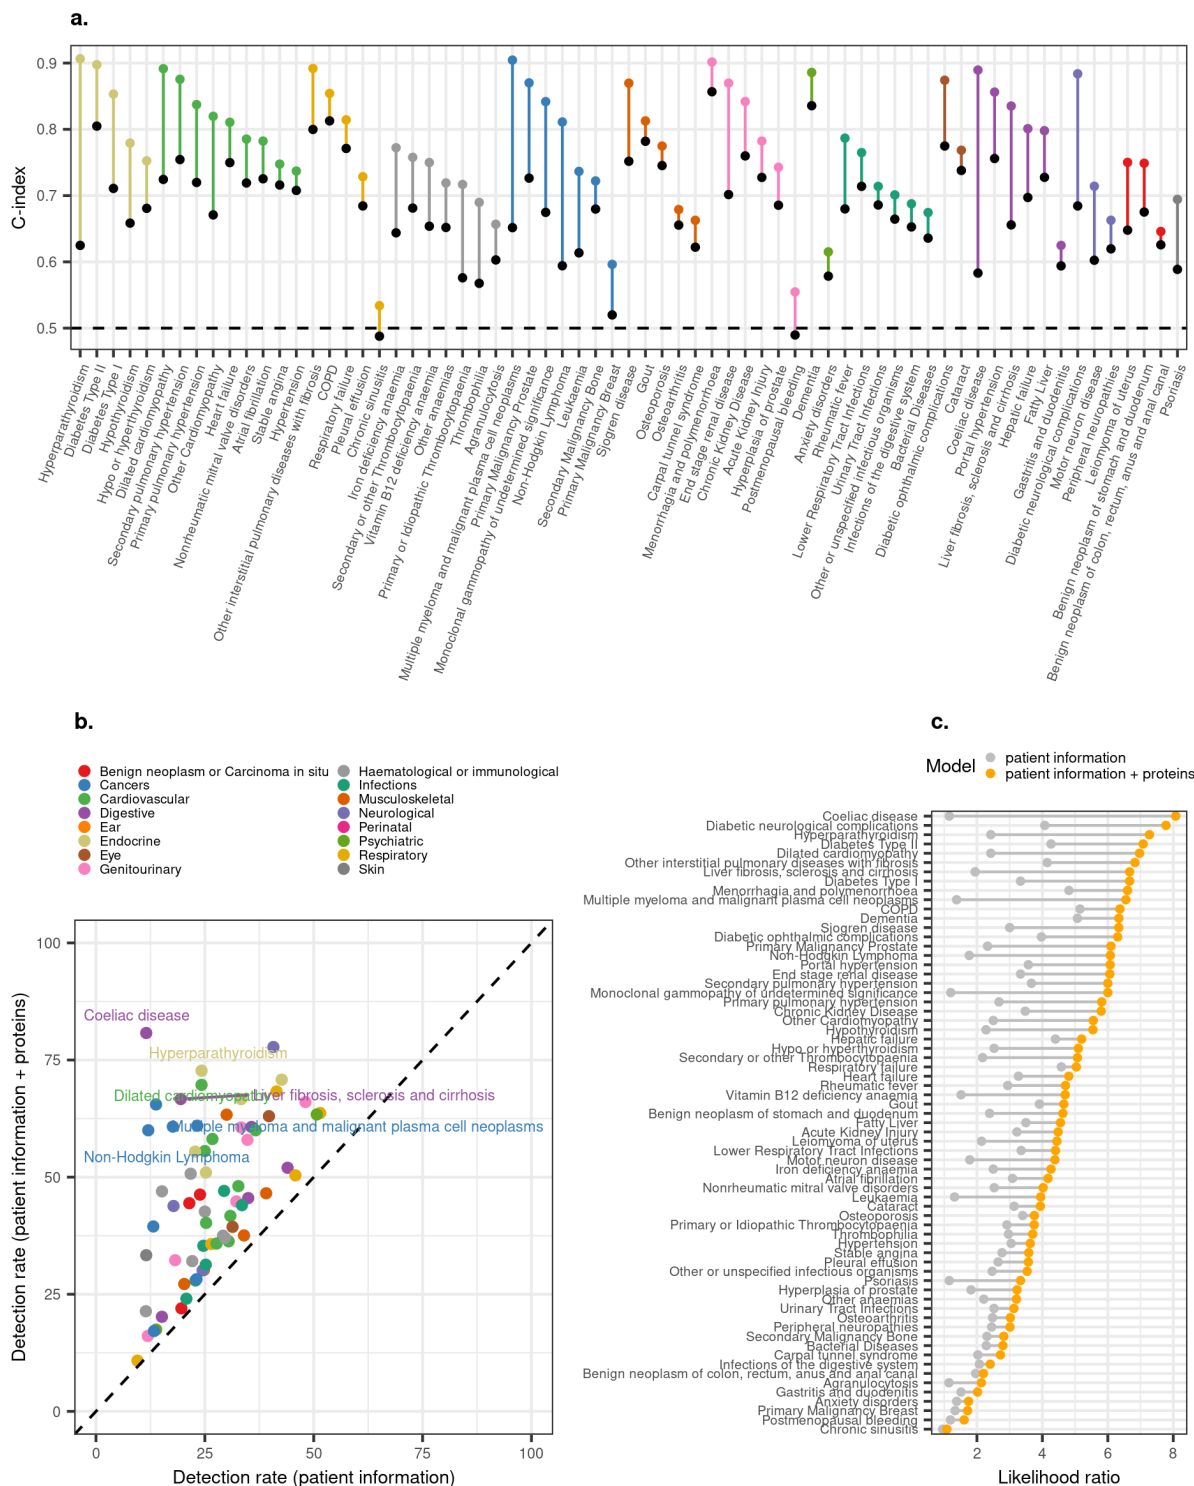 a.
C-index
0.9
0.8
0.7
0.6
0.5
Hyperparathyroidism
Diabetes Type II
Diabetes Type I
Hypothyroidism
Hypo or hyperthyroidism
Dilated cardiomyopathy
Secondary pulmonary hypertension
Primary pulmonary hypertension
Other Cardiomyopathy
Heart failure
Nonrheumatic mitral valve disorders
Atrial fibrillation
Stable angina
Hypertension
Other interstitial pulmonary diseases with fibrosis
COPD
Respiratory failure
Pleural effusion
Chronic sinusitis
Iron deficiency anaemia
Secondary or other Thrombocytopaenia
Vitamin B12 deficiency anaemia
Other anaemias
Primary or Idiopathic Thrombocytopaenia
Thrombophilia
Agranulocytosis
Multiple myeloma and malignant plasma cell neoplasms
Primary Malignancy Prostate
Monoclonal gammopathy of undetermined significance
Non-Hodgkin Lymphoma
Leukaemia
Secondary Malignancy Bone
Primary Malignancy Breast
Sjogren disease
Gout
Osteoporosis
Osteoarthritis
Carpal tunnel syndrome
Menorrhagia and polymenorrhoea
End stage renal disease
Chronic Kidney Disease
Acute Kidney Injury
Hyperplasia of prostate
Postmenopausal bleeding
Dementia
Anxiety disorders
Rheumatic fever
Lower Respiratory Tract Infections
Urinary Tract Infections
Other or unspecified infectious organisms
Infections of the digestive system
Bacterial Diseases
Diabetic ophthalmic complications
Cataract
Coeliac disease
Portal hypertension
Liver fibrosis, sclerosis and cirrhosis
Hepatic failure
Fatty Liver
Gastritis and duodenitis
Diabetic neurological complications
Motor neuron disease
Peripheral neuropathies
Leiomyoma of uterus
Benign neoplasm of stomach and duodenum
Benign neoplasm of colon, rectum, anus and anal canal
Psoriasis
b.
Benign neoplasm or Carcinoma in situ
Cancers
Cardiovascular
Digestive
Ear
Endocrine
Eye
Genitourinary
Haematological or immunological
Infections
Musculoskeletal
Neurological
Perinatal
Psychiatric
Respiratory
Skin
Detection rate (patient information + proteins)
100
75
50
25
0
Coeliac disease
Hyperparathyroidism
Dilated cardiomyopathy
Liver fibrosis, sclerosis and cirrhosis
Multiple myeloma and malignant plasma cell neoplasms
Non-Hodgkin Lymphoma
0 25 50 75 100
Detection rate (patient information)
c.
Model
patient information
patient information + proteins
Coeliac disease
Diabetic neurological complications
Hyperparathyroidism
Diabetes Type II
Dilated cardiomyopathy
Other interstitial pulmonary diseases with fibrosis
Liver fibrosis, sclerosis and cirrhosis
Diabetes Type I
Menorrhagia and polymenorrhoea
Multiple myeloma and malignant plasma cell neoplasms
COPD
Dementia
Sjogren disease
Diabetic ophthalmic complications
Primary Malignancy Prostate
Non-Hodgkin Lymphoma
Portal hypertension
End stage renal disease
Secondary pulmonary hypertension
Monoclonal gammopathy of undetermined significance
Primary pulmonary hypertension
Chronic Kidney Disease
Other Cardiomyopathy
Hypothyroidism
Hepatic failure
Hypo or hyperthyroidism
Secondary or other Thrombocytopaenia
Respiratory failure
Heart failure
Rheumatic fever
Vitamin B12 deficiency anaemia
Gout
Benign neoplasm of stomach and duodenum
Fatty Liver
Acute Kidney Injury
Leiomyoma of uterus
Lower Respiratory Tract Infections
Motor neuron disease
Iron deficiency anaemia
Atrial fibrillation
Nonrheumatic mitral valve disorders
Leukaemia
Cataract
Osteoporosis
Primary or Idiopathic Thrombocytopaenia
Thrombophilia
Hypertension
Stable angina
Pleural effusion
Other or unspecified infectious organisms
Psoriasis
Hyperplasia of prostate
Other anaemias
Urinary Tract Infections
Osteoarthritis
Peripheral neuropathies
Secondary Malignancy Bone
Bacterial Diseases
Carpal tunnel syndrome
Infections of the digestive system
Benign neoplasm of colon, rectum, anus and anal canal
Agranulocytosis
Gastritis and duodenitis
Anxiety disorders
Primary Malignancy Breast
Postmenopausal bleeding
Chronic sinusitis
2 4 6 8
Likelihood ratio